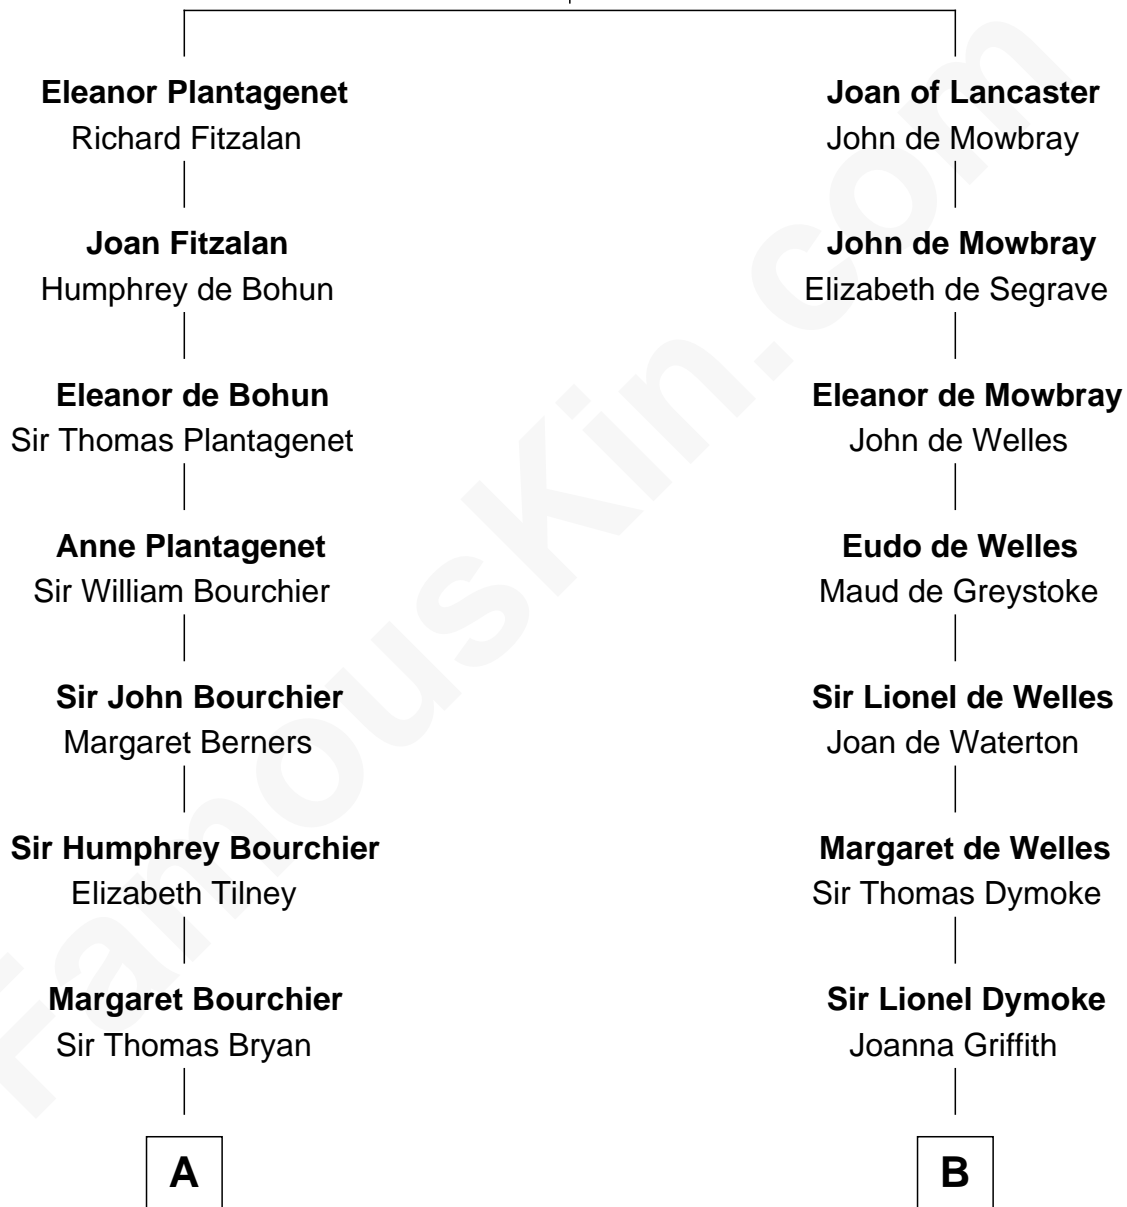 Eleanor Plantagenet
Richard Fitzalan
Joan Fitzalan
Humphrey de Bohun
Eleanor de Bohun
Sir Thomas Plantagenet
Anne Plantagenet
Sir William Bourchier
Sir John Bourchier
Margaret Berners
Sir Humphrey Bourchier
Elizabeth Tilney
Margaret Bourchier
Sir Thomas Bryan
A
Joan of Lancaster
John de Mowbray
John de Mowbray
Elizabeth de Segrave
Eleanor de Mowbray
John de Welles
Eudo de Welles
Maud de Greystoke
Sir Lionel de Welles
Joan de Waterton
Margaret de Welles
Sir Thomas Dymoke
Sir Lionel Dymoke
Joanna Griffith
B
FamousKin.com